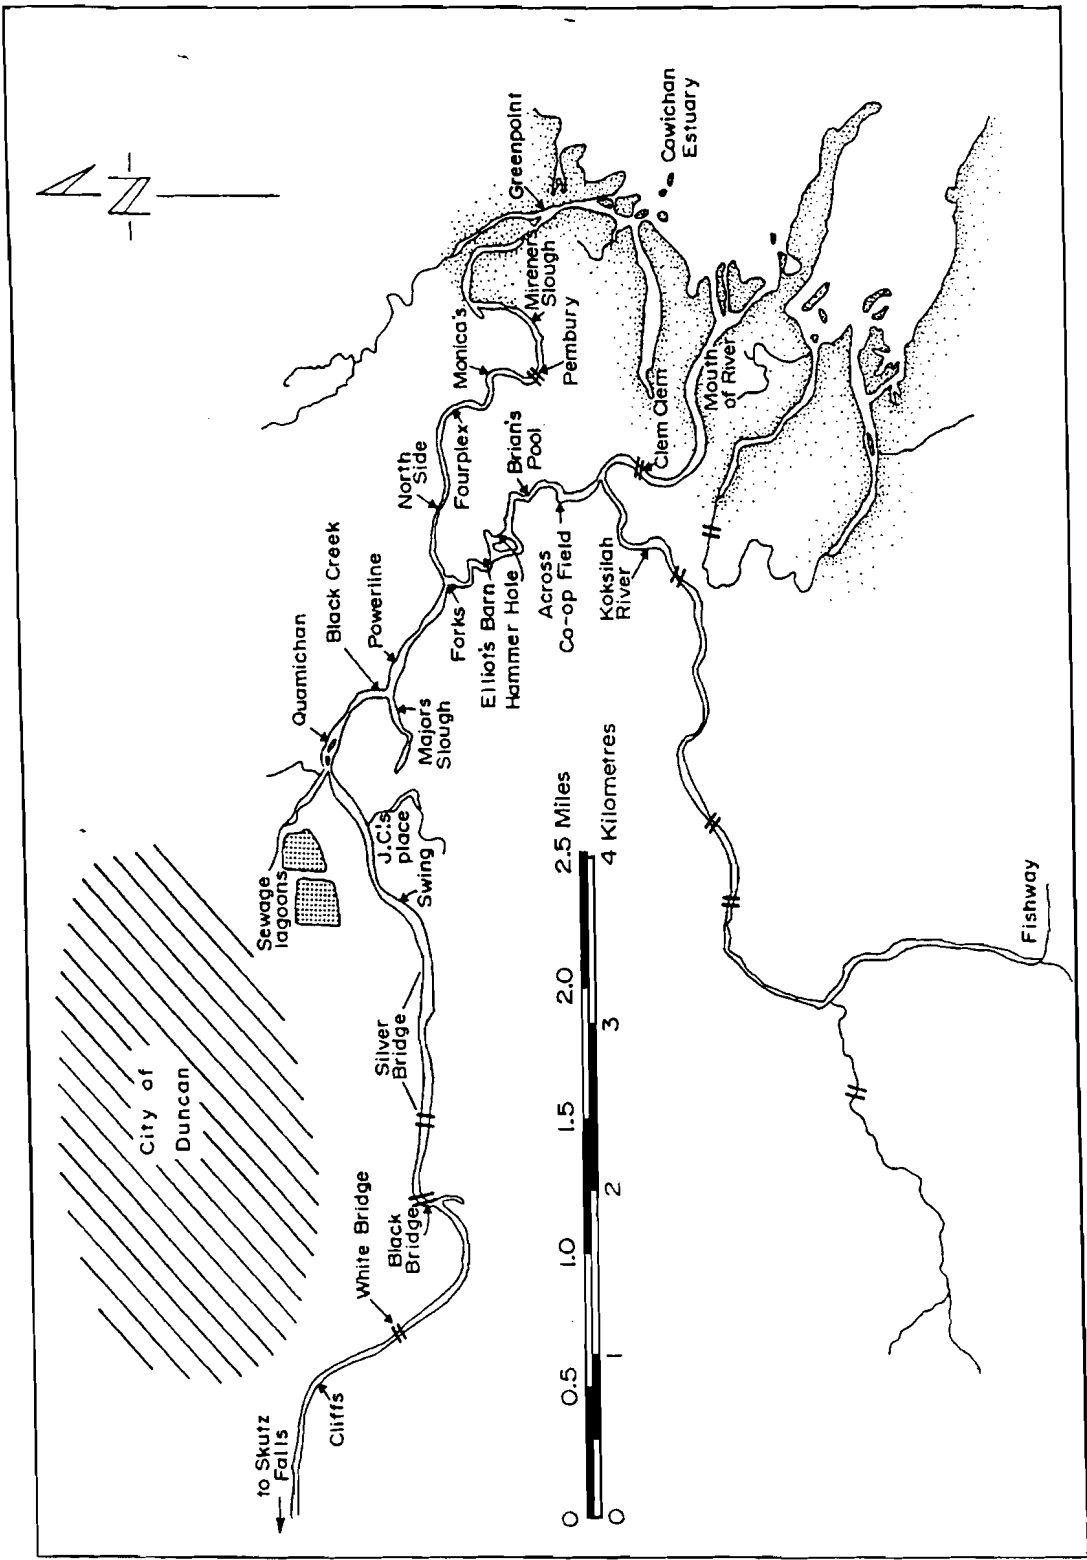 to Skutz
Falls
Cliffs
White Bridge
Black
Bridge
Silver
Bridge
City of
Duncan
Sewage
lagoons
Swing
J.C.'s
place
Quamichan
Majors
Slough
Black Creek
Powerline
Forks
Elliot's Barn
Hammer Hole
North
Side
Fourplex
Brian's
Pool
Across
Co-op Field
Koksilah
River
Monica's
Pembury
Mireners
Slough
Greenpoint
Cowichan
Estuary
Clem Clem
Mouth
of River
Fishway
N
0 0.5 1.0 1.5 2.0 2.5 Miles
0 1 2 3 4 Kilometres